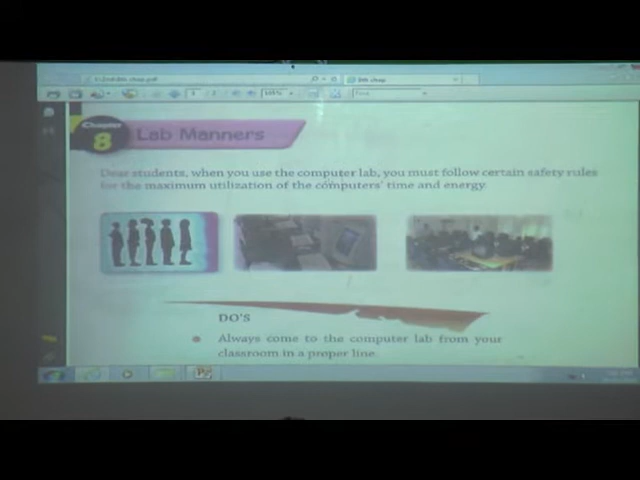 Chapter
8
Lab Manners
Dear students, when you use the computer lab, you must follow certain safety rules
for the maximum utilization of the computers' time and energy.
DO'S
Always come to the computer lab from your
classroom in a proper line.